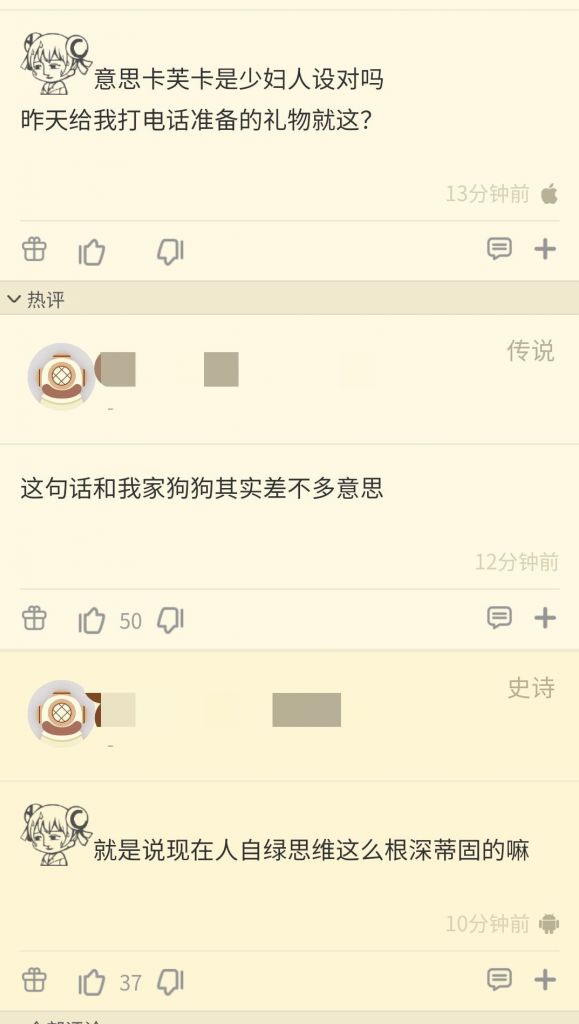 意思卡芙卡是少妇人设对吗
昨天给我打电话准备的礼物就这？
13分钟前
热评
传说
-
这句话和我家狗狗其实差不多意思
12分钟前
50
史诗
-
就是说现在人自绿思维这么根深蒂固的嘛
10分钟前
37